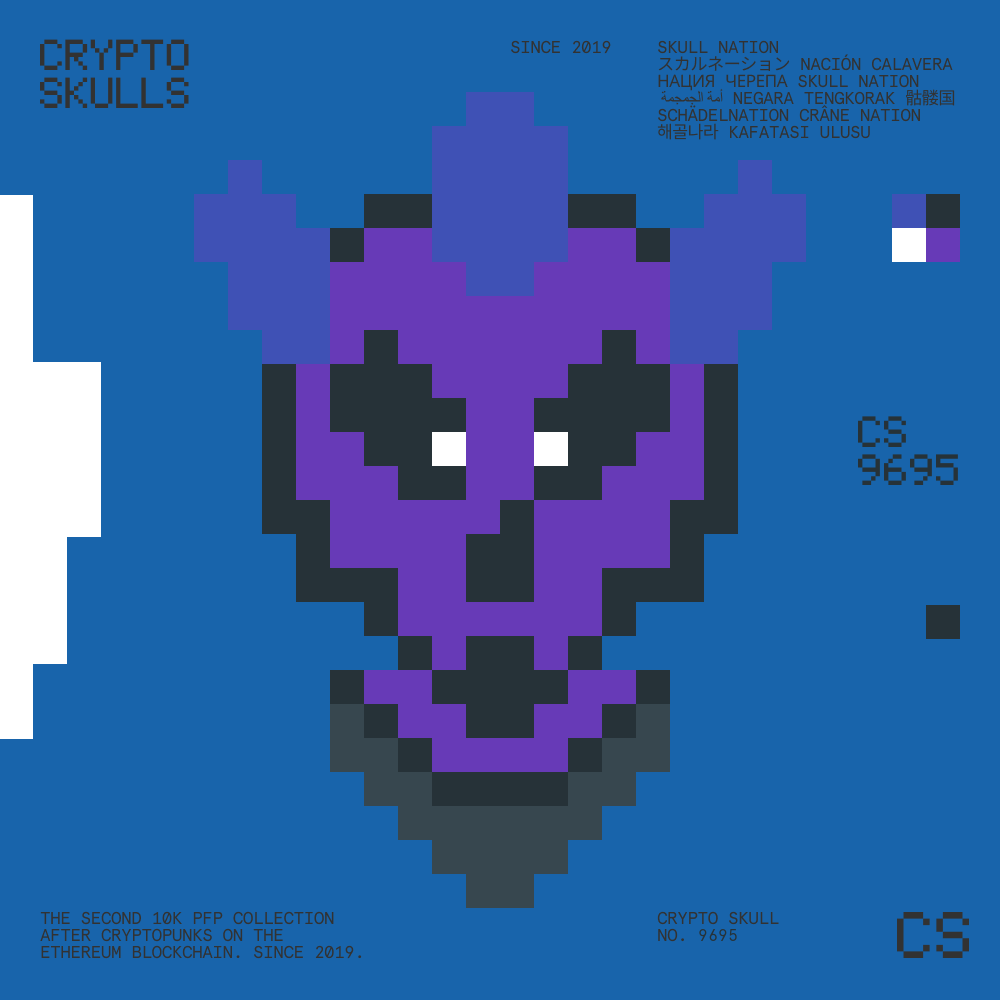 CRYPTO
SKULLS
SINCE 2019
SKULL NATION
スカルネーション NACIÓN CALAVERA
НАЦИЯ ЧЕРЕПА SKULL NATION
أمة الجمجمة NEGARA TENGKORAK 骷髅国
SCHÄDELNATION CRÂNE NATION
해골나라 KAFATASI ULUSU
CS
9695
THE SECOND 10K PFP COLLECTION
AFTER CRYPTOPUNKS ON THE
ETHEREUM BLOCKCHAIN. SINCE 2019.
CRYPTO SKULL
NO. 9695
CS